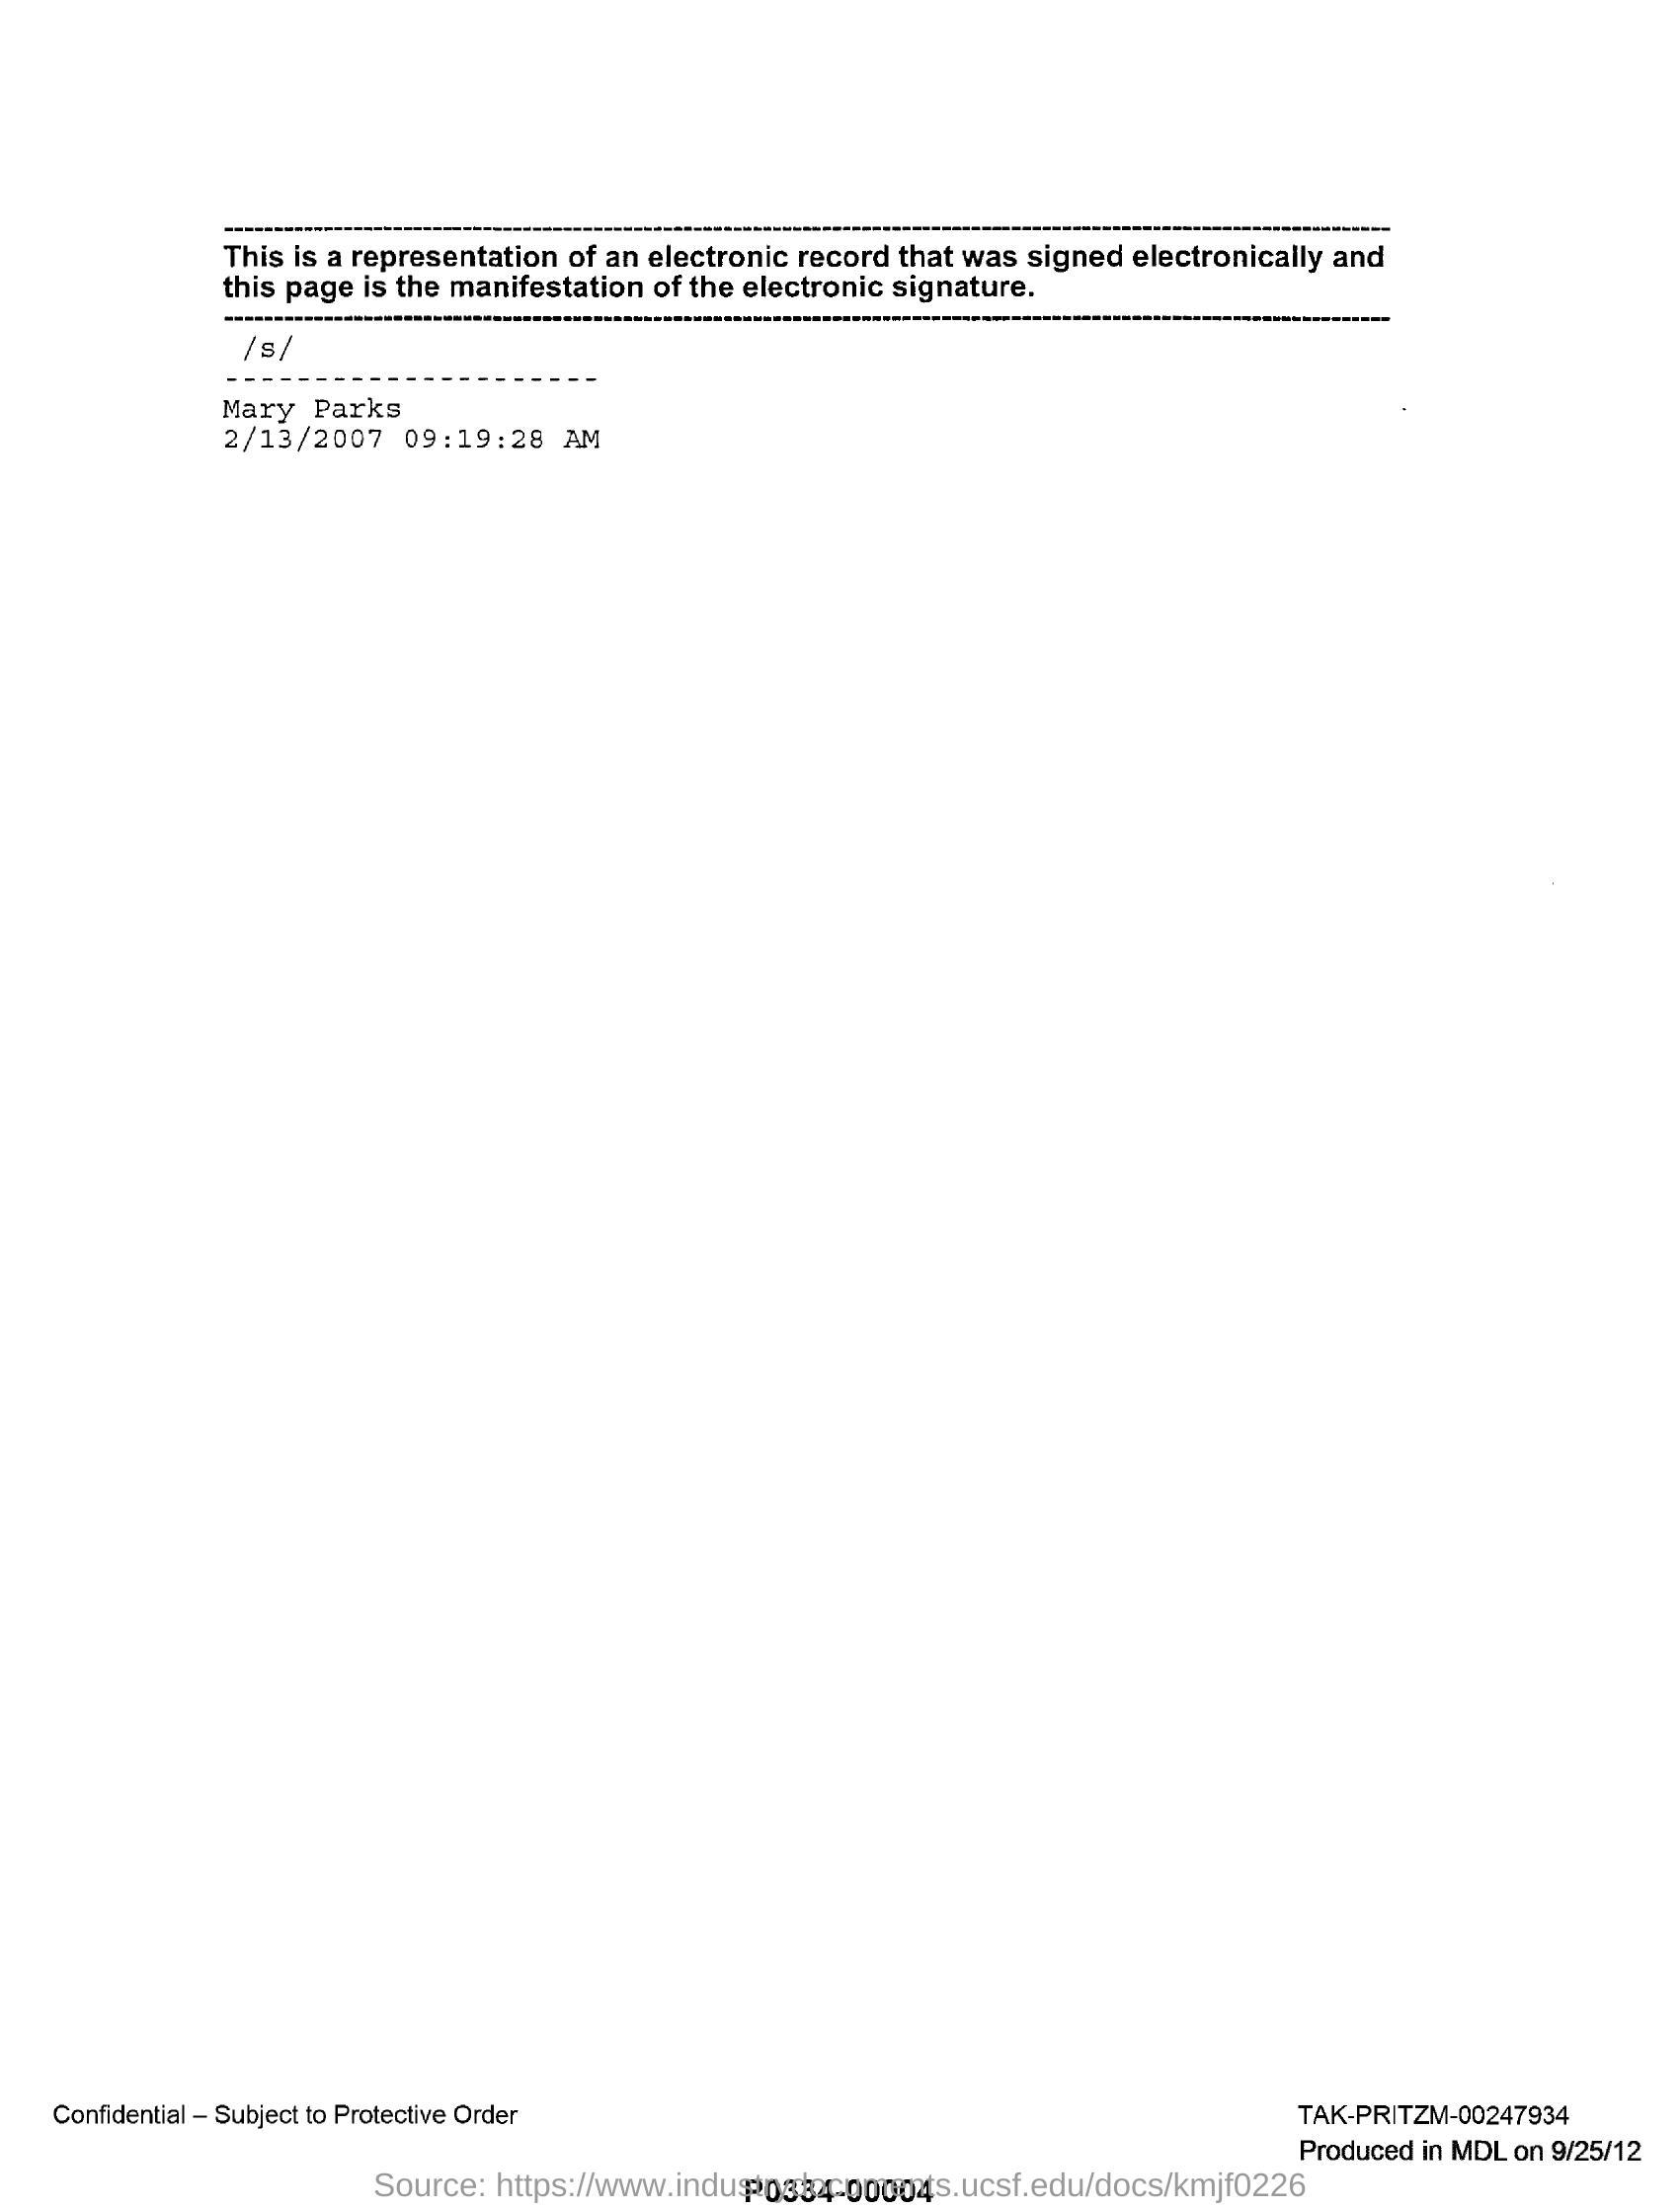 This is a representation of an electronic record that was signed electronically and
this page is the manifestation of the electronic signature.
/s/
---------------------
Mary Parks
2/13/2007 09:19:28 AM
Confidential – Subject to Protective Order
TAK-PRITZM-00247934
Produced in MDL on 9/25/12
Source: https://www.industrydocuments.ucsf.edu/docs/kmjf0226
P0334-00004